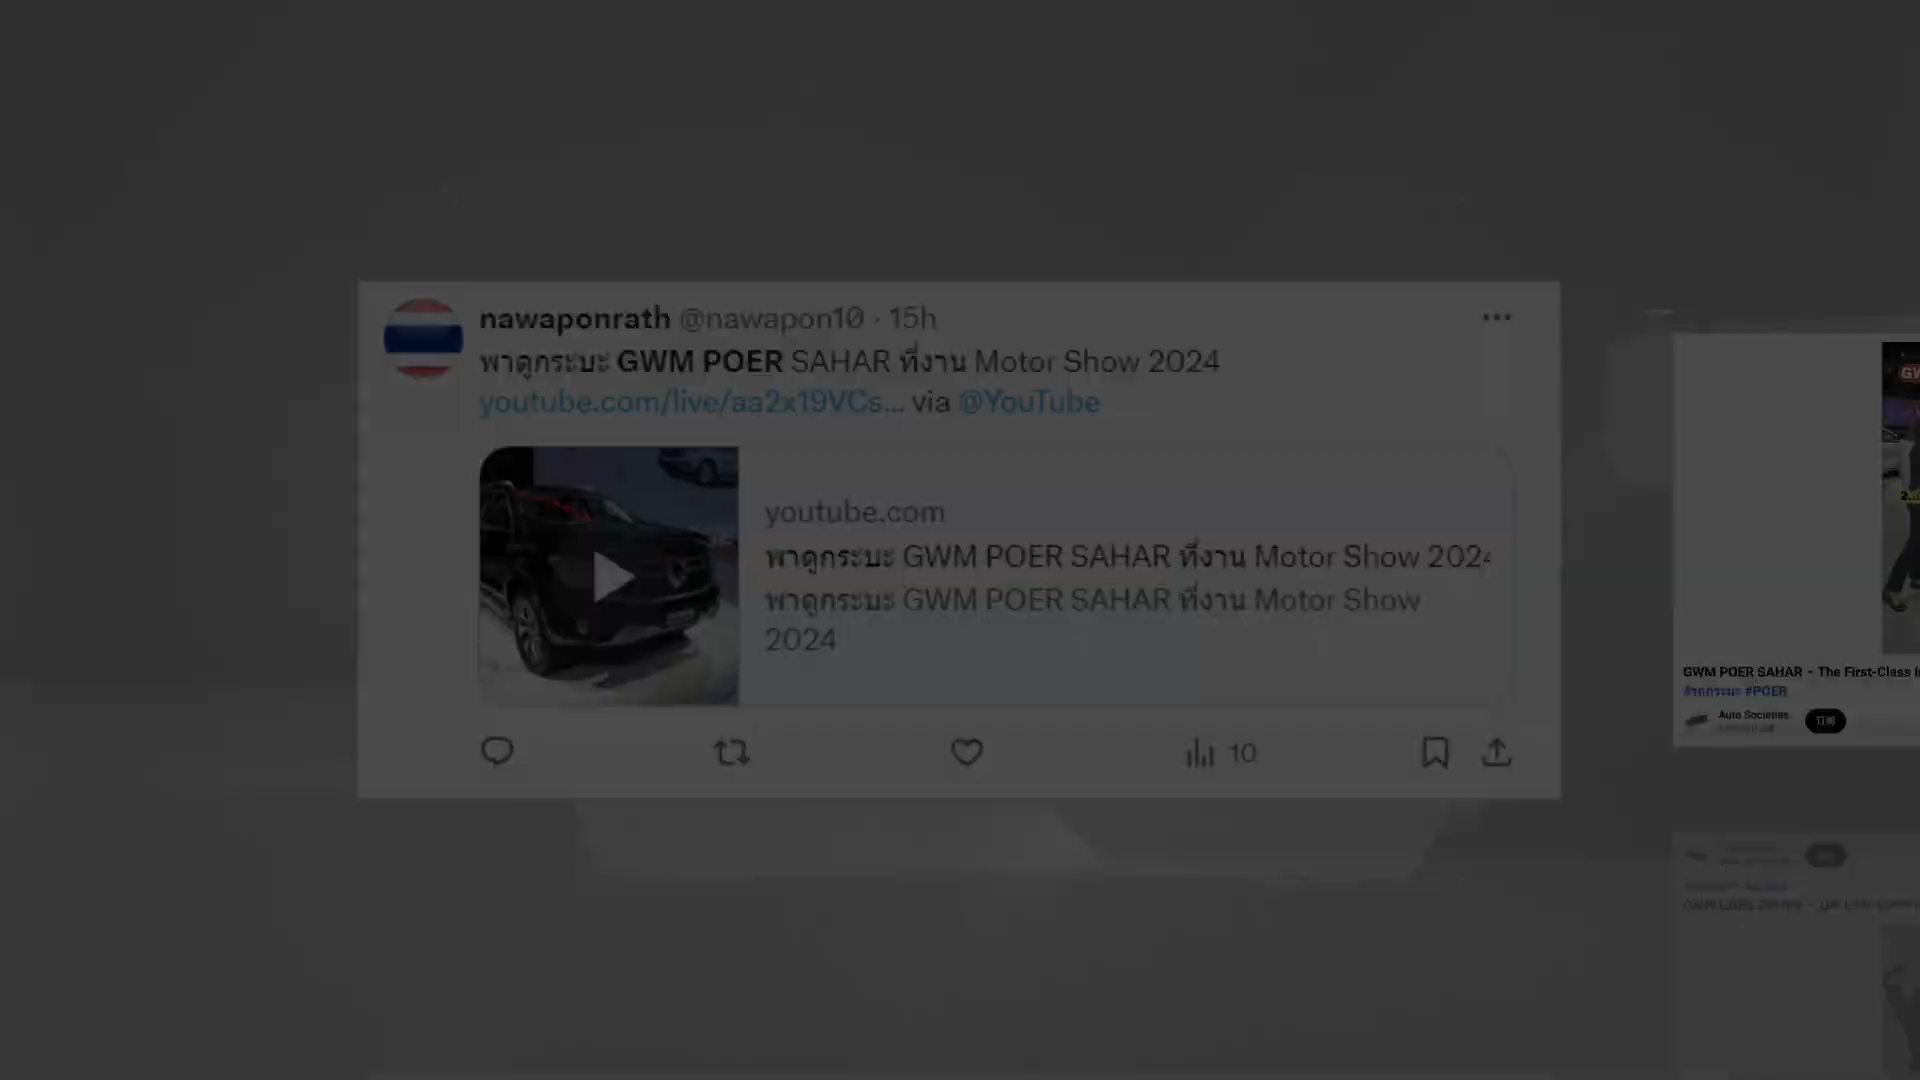 nawaponrath @nawapon10 · 15h
พาดูกระบะ GWM POER SAHAR ที่งาน Motor Show 2024
youtube.com/live/aa2x19VCs... via @YouTube
youtube.com
พาดูกระบะ GWM POER SAHAR ที่งาน Motor Show 2024
พาดูกระบะ GWM POER SAHAR ที่งาน Motor Show
2024
10
GW
2...
GWM POER SAHAR – The First-Class
#รถกระบะ #POER
Auto Societies
订阅